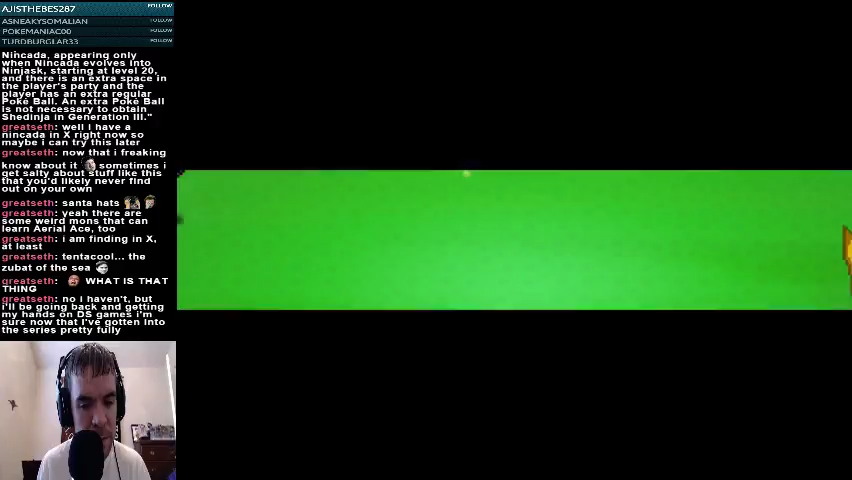 AJISTHEBES287 FOLLOW
ASNEAKYSOMALIAN FOLLOW
POKEMANIAC00 FOLLOW
TURDBURGLAR33 FOLLOW
Nincada, appearing only
when Nincada evolves into
Ninjask, starting at level 20,
and there is an extra space in
the player's party and the
player has an extra regular
Poké Ball. An extra Poké Ball
is not necessary to obtain
Shedinja in Generation III."
greatseth: well i have a
nincada in X right now so
maybe i can try this later
greatseth: now that i freaking
know about it sometimes i
get salty about stuff like this
that you'd likely never find
out on your own
greatseth: santa hats
greatseth: yeah there are
some weird mons that can
learn Aerial Ace, too
greatseth: i am finding in X,
at least
greatseth: tentacool... the
zubat of the sea
greatseth: WHAT IS THAT
THING
greatseth: no i haven't, but
i'll be going back and getting
my hands on DS games i'm
sure now that I've gotten into
the series pretty fully